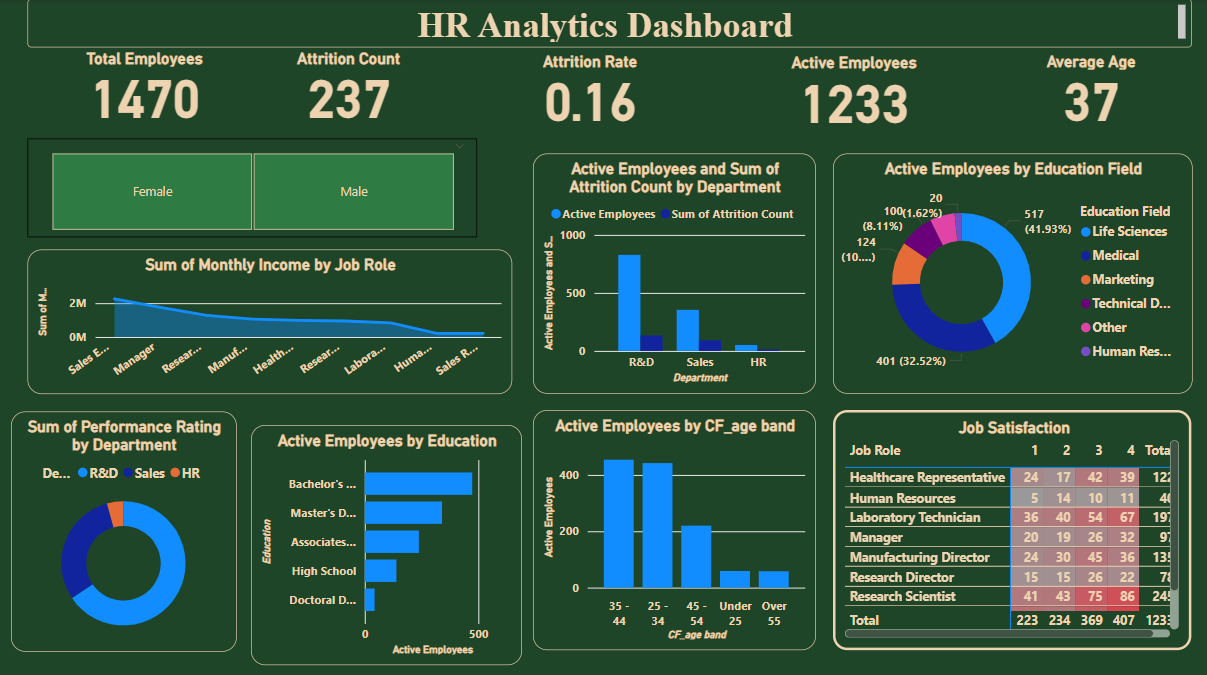 HR Analytics Dashboard
Total Employees
1470
Attrition Count
237
Attrition Rate
0.16
Active Employees
1233
Average Age
37
Female
Male
Sum of Monthly Income by Job Role
Sum of M...
2M
0M
Sales E...
Manager
Resear...
Manuf...
Health...
Resear...
Labora...
Huma...
Sales R...
Active Employees and Sum of
Attrition Count by Department
Active Employees
Sum of Attrition Count
Active Employees and S...
1000
500
0
R&D
Sales
HR
Department
Active Employees by Education Field
20
(1.62%)
100
(8.11%)
124
(10....)
517
(41.93%)
401 (32.52%)
Education Field
Life Sciences
Medical
Marketing
Technical D...
Other
Human Res...
Sum of Performance Rating
by Department
De...
R&D
Sales
HR
Active Employees by Education
Education
Bachelor's ...
Master's D...
Associates...
High School
Doctoral D...
0
500
Active Employees
Active Employees by CF_age band
Active Employees
400
200
0
35 -
44
25 -
34
45 -
54
Under
25
Over
55
CF_age band
Job Satisfaction
Job Role 1 2 3 4 Tota
Healthcare Representative 24 17 42 39 122
Human Resources 5 14 10 11 40
Laboratory Technician 36 40 54 67 197
Manager 20 19 26 32 97
Manufacturing Director 24 30 45 36 135
Research Director 15 15 26 22 78
Research Scientist 41 43 75 86 245
Total 223 234 369 407 1233